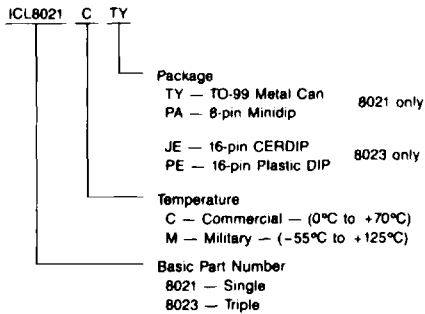 ICL8021 C TY
Package
TY — TO-99 Metal Can
PA — 8-pin Minidip
8021 only
JE — 16-pin CERDIP
PE — 16-pin Plastic DIP
8023 only
Temperature
C — Commercial — (0°C to +70°C)
M — Military — (-55°C to +125°C)
Basic Part Number
8021 — Single
8023 — Triple